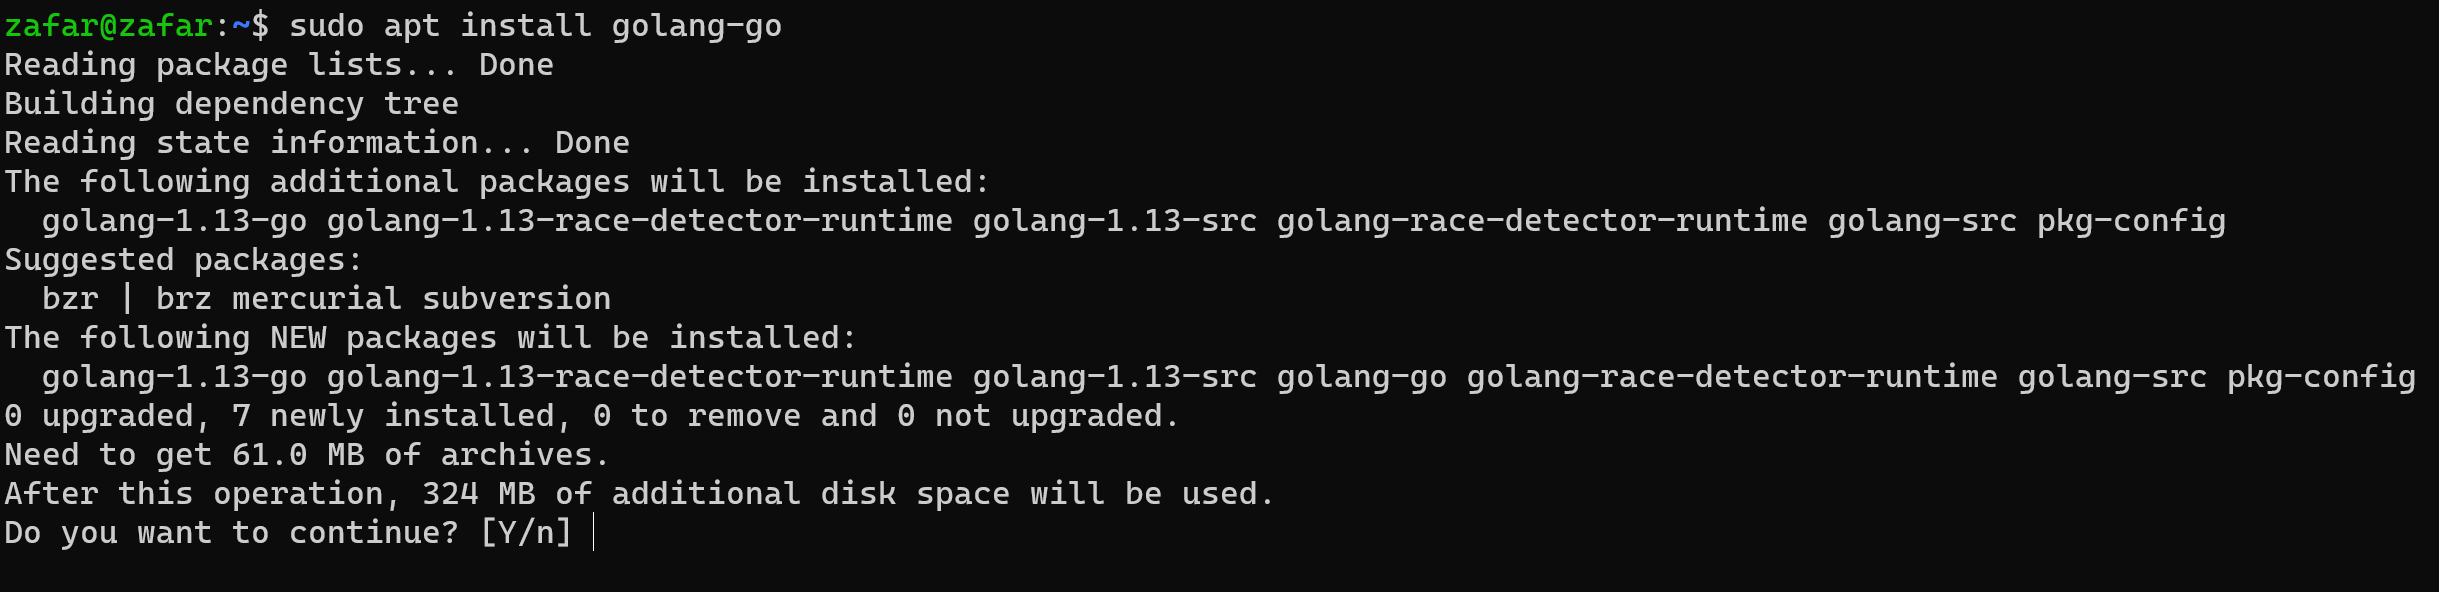 zafar@zafar:~$ sudo apt install golang-go
Reading package lists... Done
Building dependency tree
Reading state information... Done
The following additional packages will be installed:
  golang-1.13-go golang-1.13-race-detector-runtime golang-1.13-src golang-race-detector-runtime golang-src pkg-config
Suggested packages:
  bzr | brz mercurial subversion
The following NEW packages will be installed:
  golang-1.13-go golang-1.13-race-detector-runtime golang-1.13-src golang-go golang-race-detector-runtime golang-src pkg-config
0 upgraded, 7 newly installed, 0 to remove and 0 not upgraded.
Need to get 61.0 MB of archives.
After this operation, 324 MB of additional disk space will be used.
Do you want to continue? [Y/n]